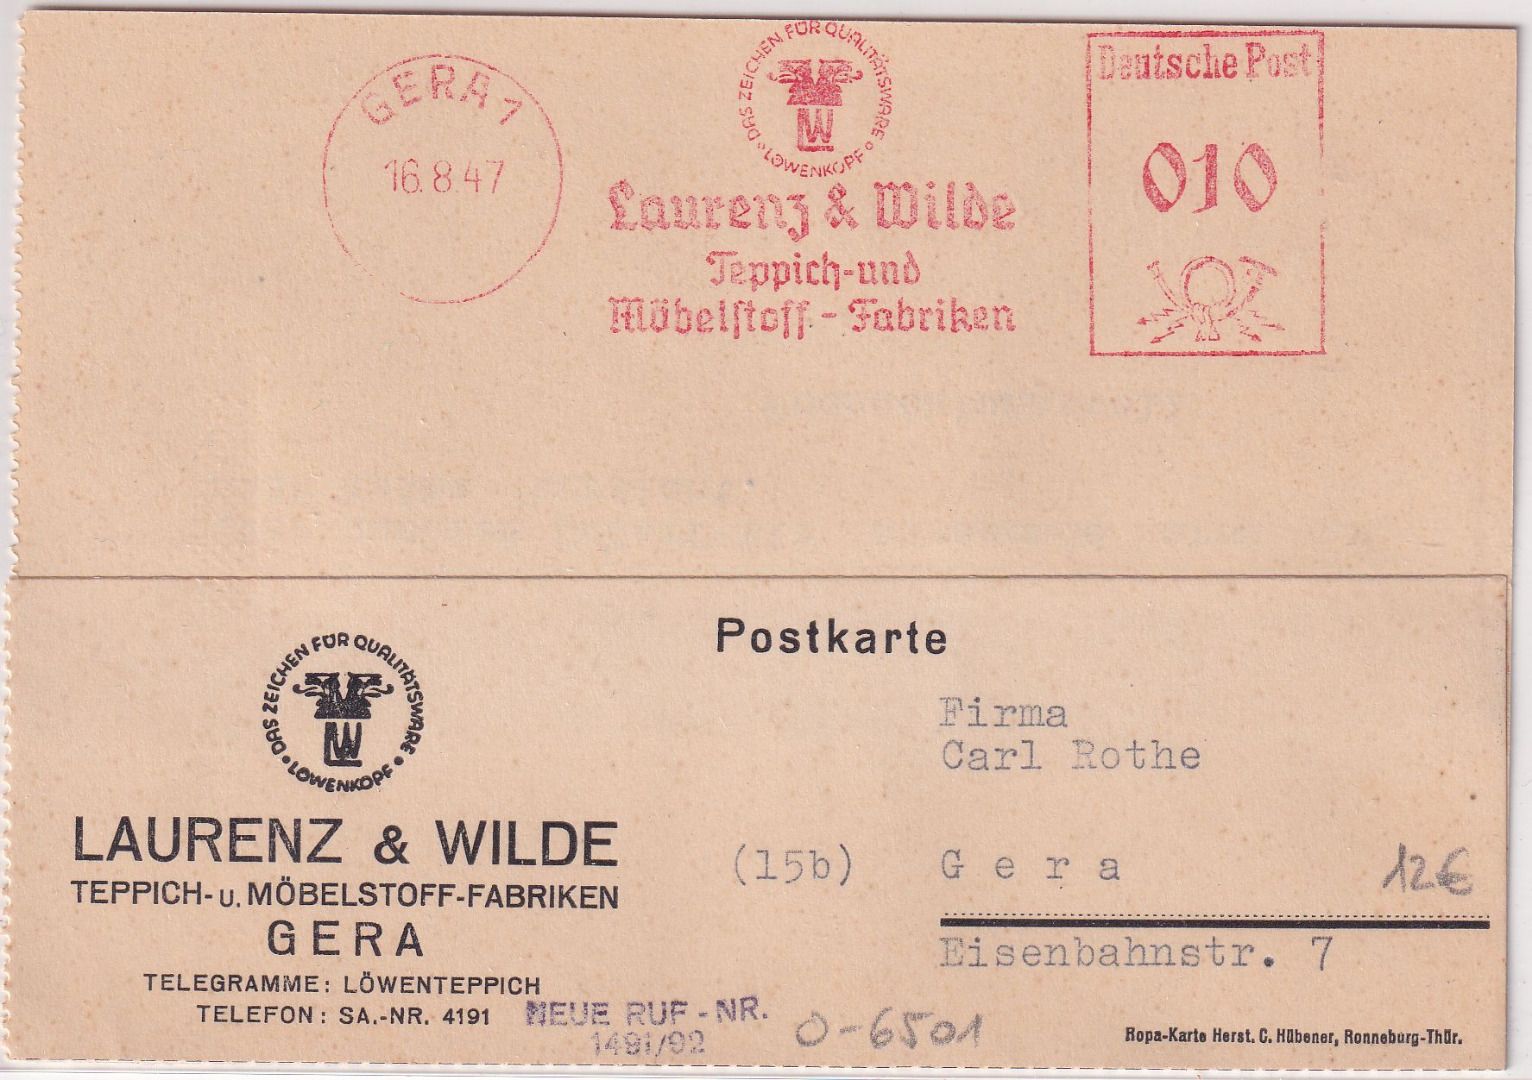 GERA 1
16.8.47
DAS ZEICHEN FÜR QUALITÄTSWARE
LÖWENKOPF
LW
Laurenz & Wilde
Teppich- und
Möbelstoff - Fabriken
Deutsche Post
010
Postkarte
DAS ZEICHEN FÜR QUALITÄTSWARE
LÖWENKOPF
LW
LAURENZ & WILDE
TEPPICH- u. MÖBELSTOFF-FABRIKEN
GERA
TELEGRAMME: LÖWENTEPPICH
TELEFON: SA.-NR. 4191
NEUE RUF-NR.
1491/92
Firma
Carl Rothe
(15b) Gera
12€
Eisenbahnstr. 7
0-6501
Ropa-Karte Herst. C. Hübener, Ronneburg-Thür.